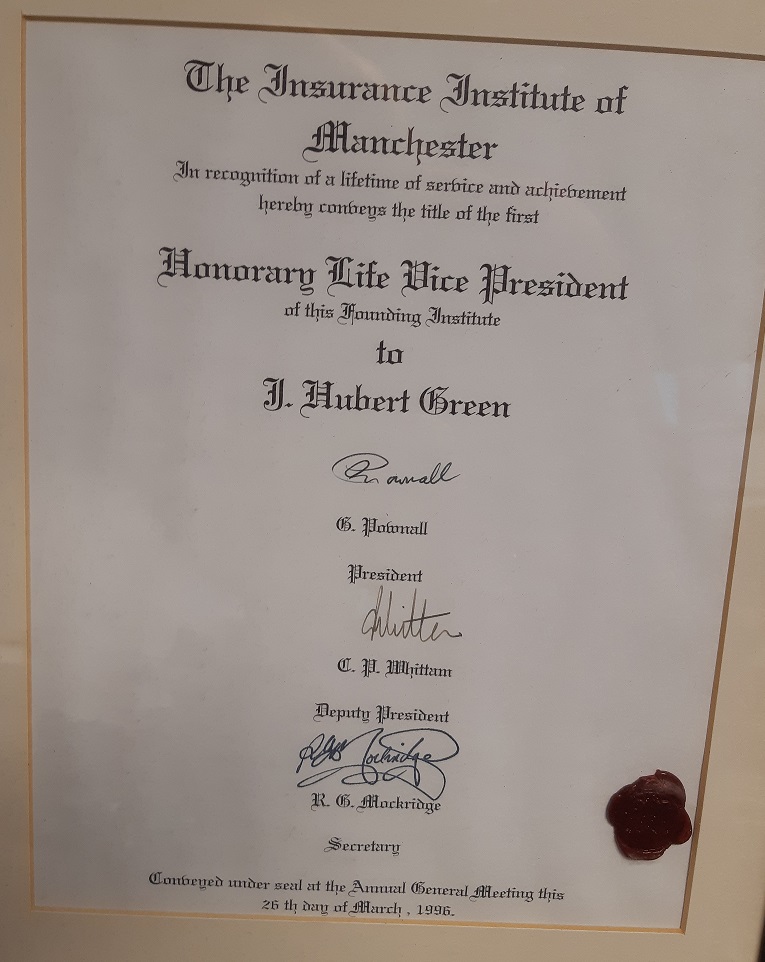 The Insurance Institute of
Manchester
In recognition of a lifetime of service and achievement
hereby conveys the title of the first
Honorary Life Vice President
of this Founding Institute
to
J. Hubert Green
G. Pownall
President
C. P. Whittam
Deputy President
R. G. Mockridge
Secretary
Conveyed under seal at the Annual General Meeting this
26 th day of March , 1996.